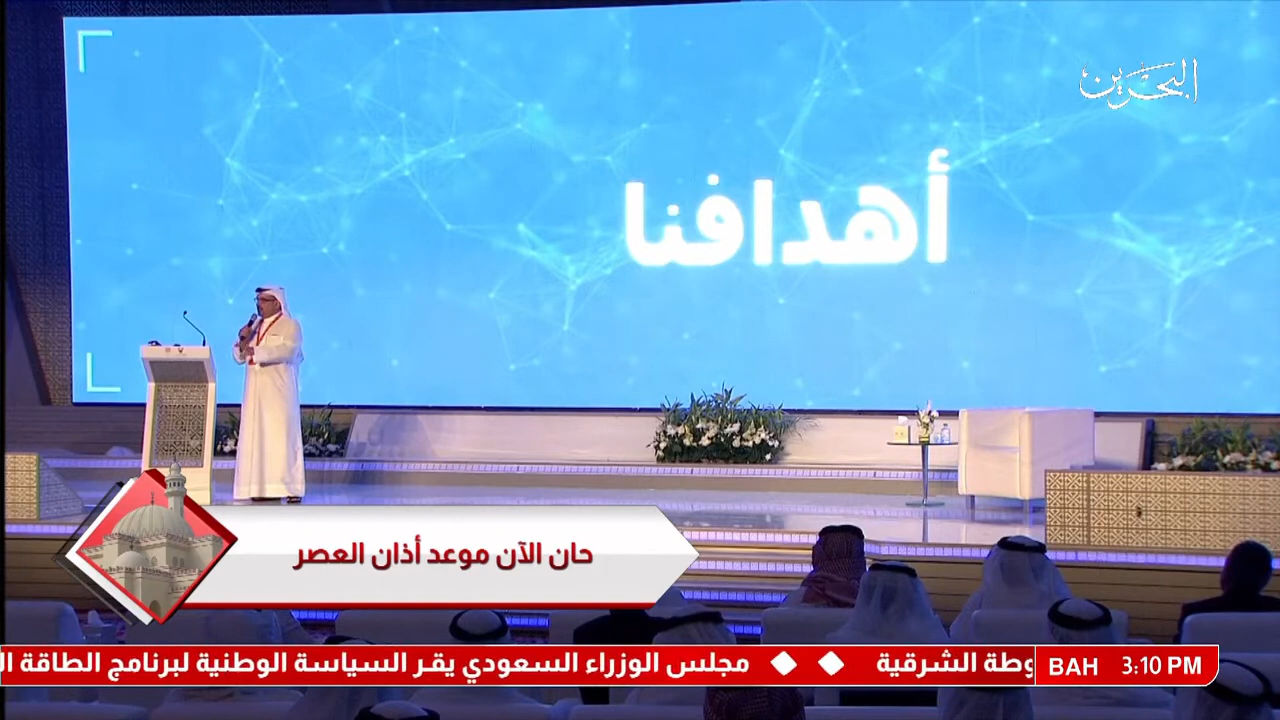 البحرين
أهدافنا
حان الآن موعد أذان العصر
الشرقية ◆ ◆ مجلس الوزراء السعودي يقر السياسة الوطنية لبرنامج الطاقة
BAH 3:10 PM